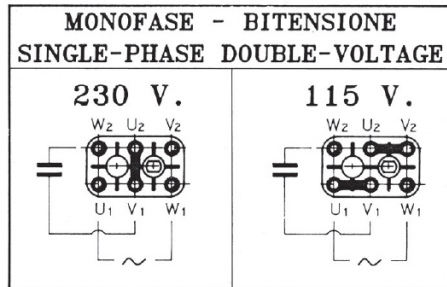 MONOFASE - BITENSIONE
SINGLE-PHASE DOUBLE-VOLTAGE
230 V.
115 V.
W2 U2 V2
W2 U2 V2
U1 V1 W1
U1 V1 W1
~
~